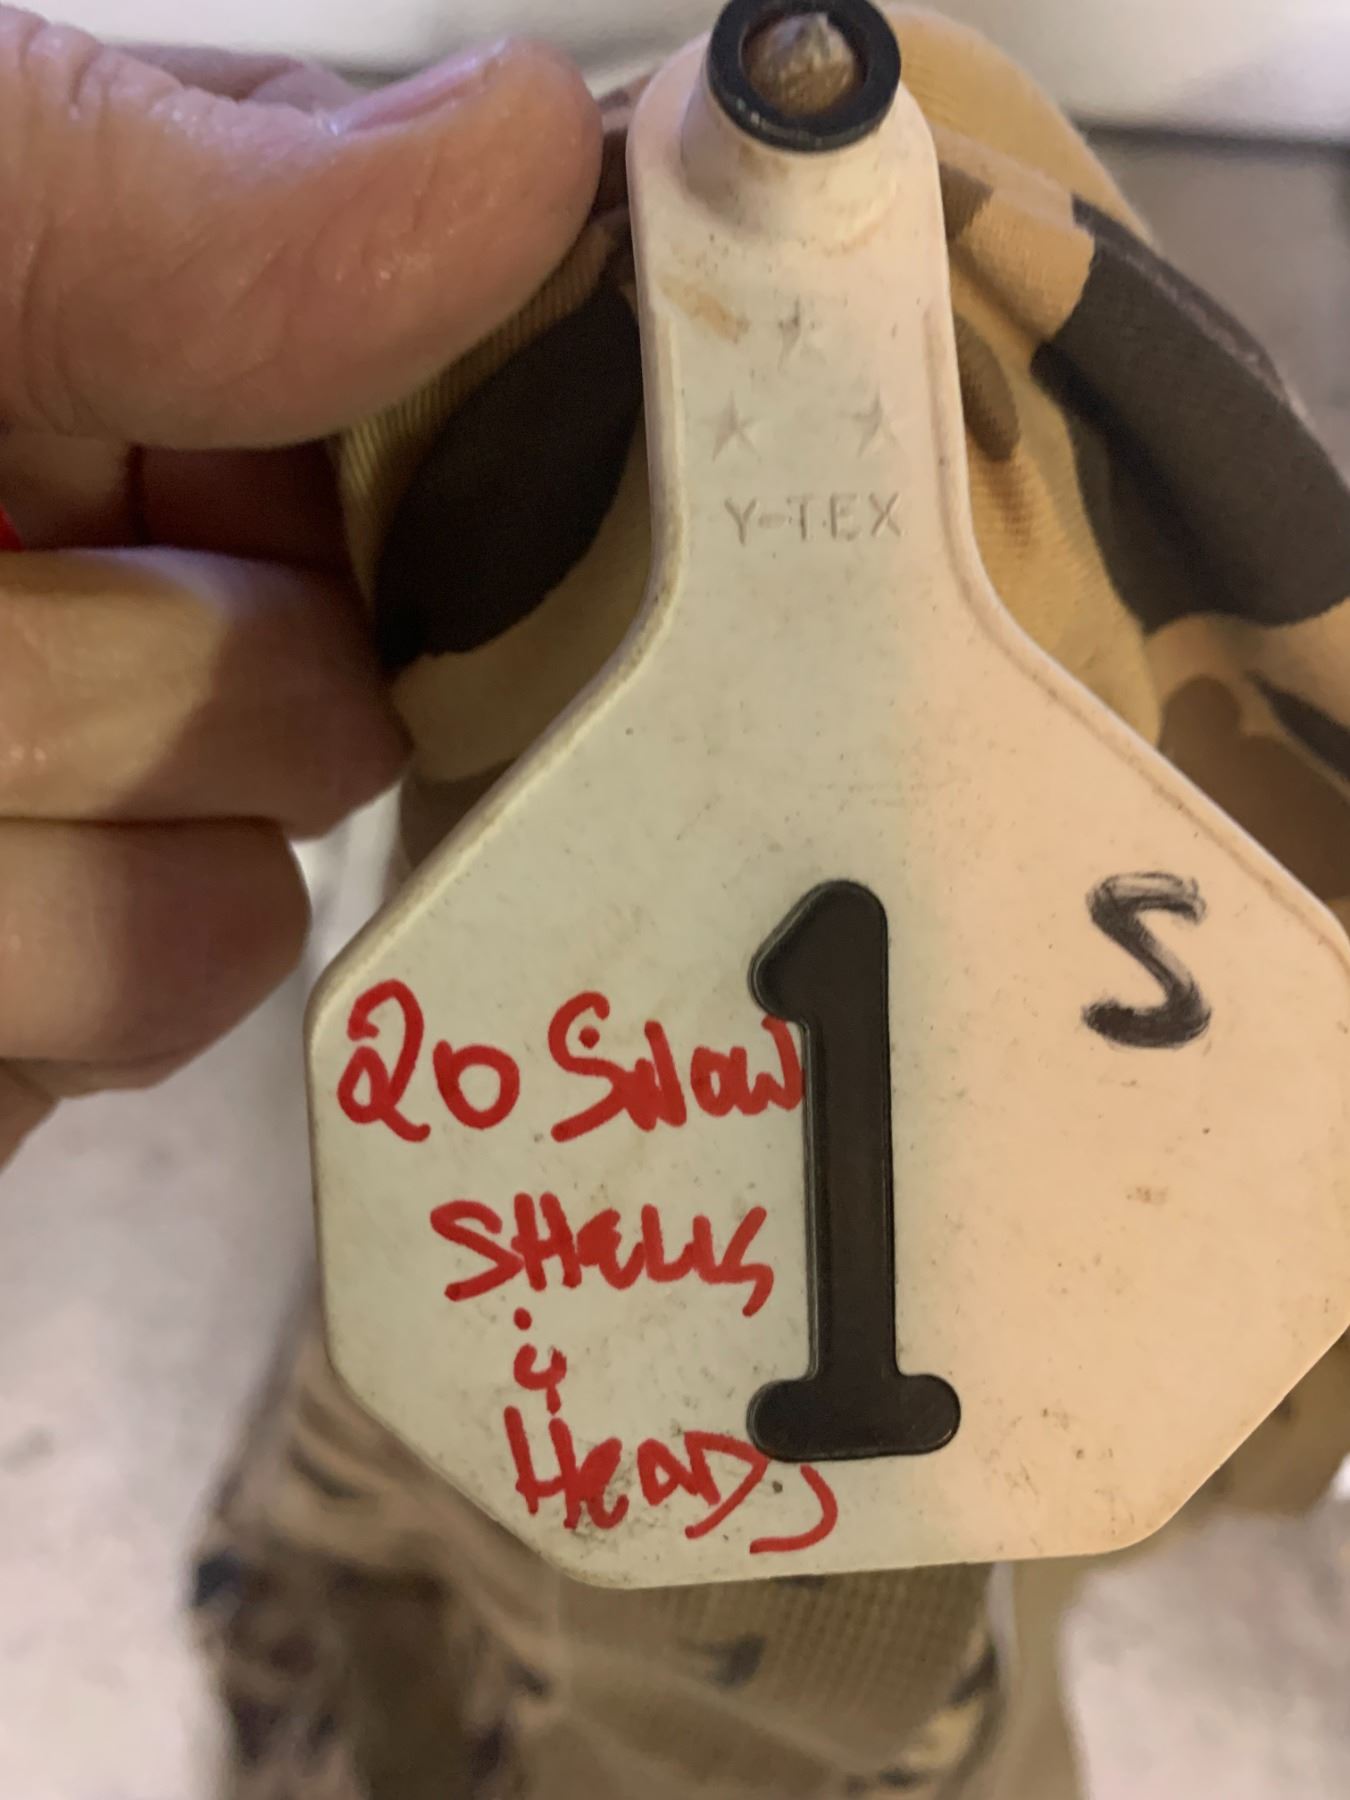 Y-TEX
1
S
20 SNOW
SHELLS
&
HEADS